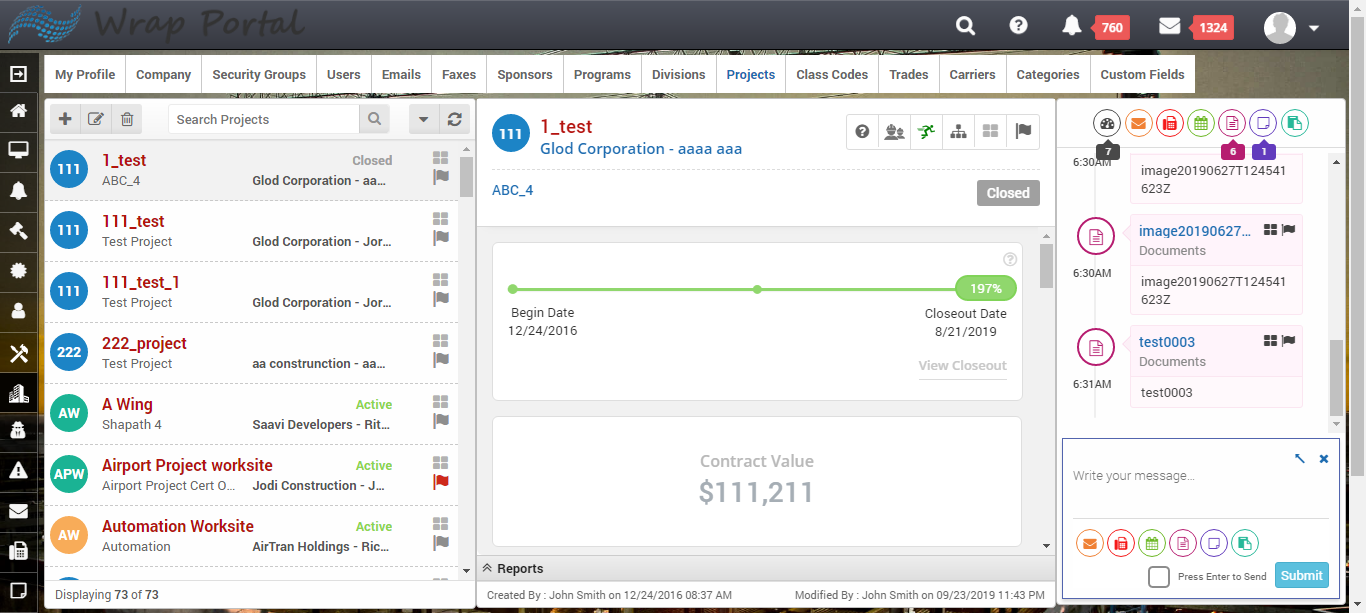 Wrap Portal
760
1324
My Profile
Company
Security Groups
Users
Emails
Faxes
Sponsors
Programs
Divisions
Projects
Class Codes
Trades
Carriers
Categories
Custom Fields
Search Projects
111
1_test
Closed
ABC_4
Glod Corporation - aa...
111
111_test
Test Project
Glod Corporation - Jor...
111
111_test_1
Test Project
Glod Corporation - Jor...
222
222_project
Test Project
aa construnction - aa...
AW
A Wing
Active
Shapath 4
Saavi Developers - Rit...
APW
Airport Project worksite
Active
Airport Project Cert O...
Jodi Construction - J...
AW
Automation Worksite
Active
Automation
AirTran Holdings - Ric...
Displaying 73 of 73
111
1_test
Glod Corporation - aaaa aaa
ABC_4
Closed
197%
Begin Date
12/24/2016
Closeout Date
8/21/2019
View Closeout
Contract Value
$111,211
Reports
Created By : John Smith on 12/24/2016 08:37 AM
Modified By : John Smith on 09/23/2019 11:43 PM
7
6
1
6:30AM
image20190627T124541
623Z
image20190627...
Documents
6:30AM
image20190627T124541
623Z
test0003
Documents
6:31AM
test0003
Write your message...
Press Enter to Send
Submit